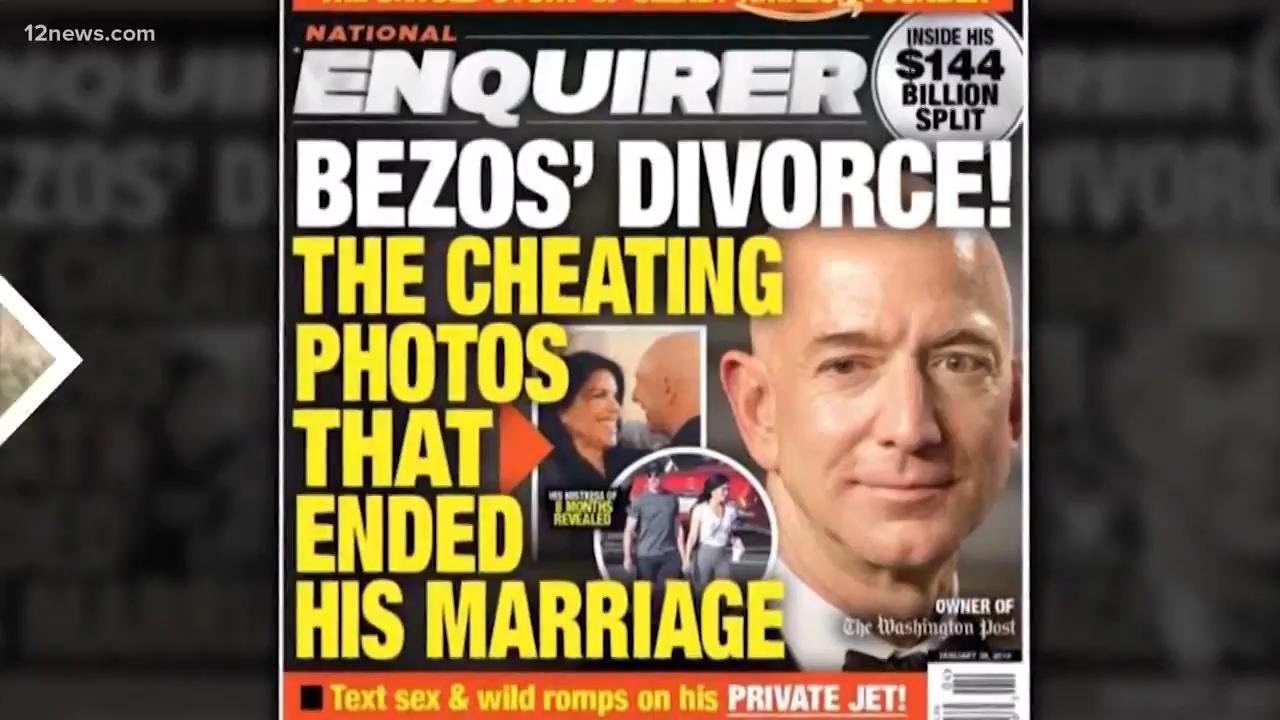 12news.com
NATIONAL
ENQUIRER
INSIDE HIS
$144
BILLION
SPLIT
BEZOS' DIVORCE!
THE CHEATING
PHOTOS
THAT
ENDED
HIS MARRIAGE
HIS MISTRESS OF
8 MONTHS
REVEALED
OWNER OF
The Washington Post
■ Text sex & wild romps on his PRIVATE JET!